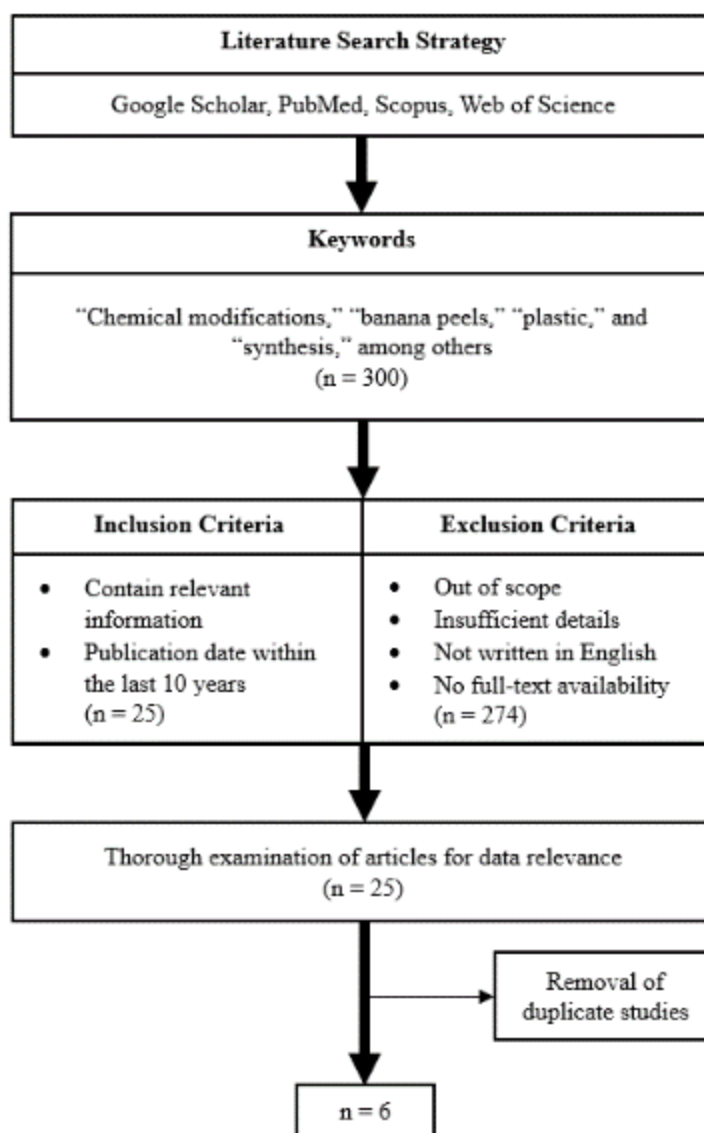 Literature Search Strategy
Google Scholar, PubMed, Scopus, Web of Science
Keywords
“Chemical modifications,” “banana peels,” “plastic,” and
“synthesis,” among others
(n = 300)
Inclusion Criteria
• Contain relevant
information
• Publication date within
the last 10 years
(n = 25)
Exclusion Criteria
• Out of scope
• Insufficient details
• Not written in English
• No full-text availability
(n = 274)
Thorough examination of articles for data relevance
(n = 25)
Removal of
duplicate studies
n = 6